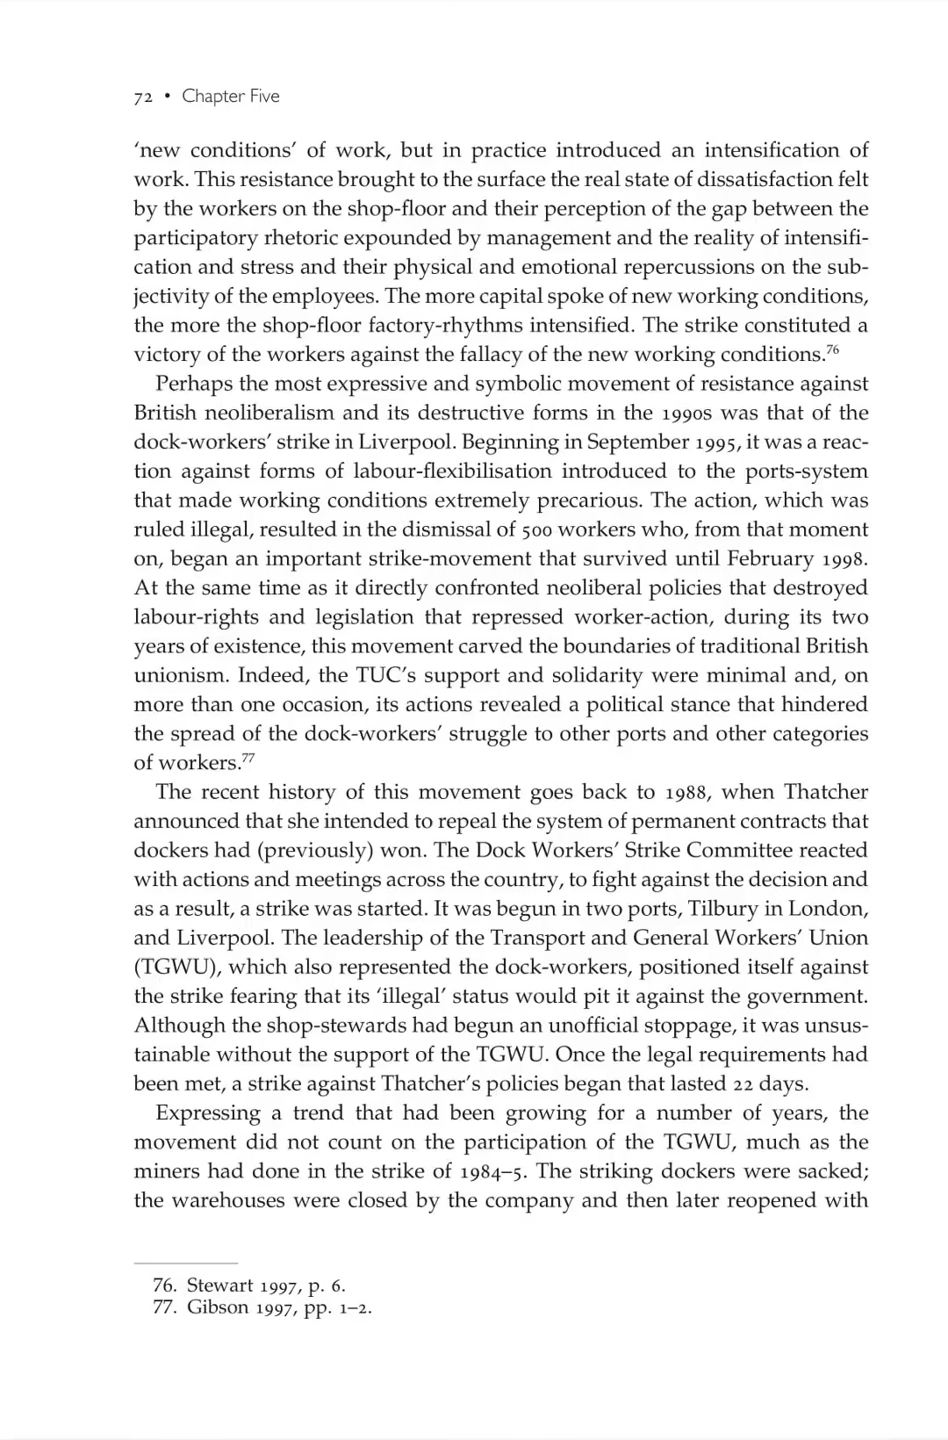 72 • Chapter Five
‘new conditions’ of work, but in practice introduced an intensification of
work. This resistance brought to the surface the real state of dissatisfaction felt
by the workers on the shop-floor and their perception of the gap between the
participatory rhetoric expounded by management and the reality of intensifi-
cation and stress and their physical and emotional repercussions on the sub-
jectivity of the employees. The more capital spoke of new working conditions,
the more the shop-floor factory-rhythms intensified. The strike constituted a
victory of the workers against the fallacy of the new working conditions.76
Perhaps the most expressive and symbolic movement of resistance against
British neoliberalism and its destructive forms in the 1990s was that of the
dock-workers’ strike in Liverpool. Beginning in September 1995, it was a reac-
tion against forms of labour-flexibilisation introduced to the ports-system
that made working conditions extremely precarious. The action, which was
ruled illegal, resulted in the dismissal of 500 workers who, from that moment
on, began an important strike-movement that survived until February 1998.
At the same time as it directly confronted neoliberal policies that destroyed
labour-rights and legislation that repressed worker-action, during its two
years of existence, this movement carved the boundaries of traditional British
unionism. Indeed, the TUC’s support and solidarity were minimal and, on
more than one occasion, its actions revealed a political stance that hindered
the spread of the dock-workers’ struggle to other ports and other categories
of workers.77
The recent history of this movement goes back to 1988, when Thatcher
announced that she intended to repeal the system of permanent contracts that
dockers had (previously) won. The Dock Workers’ Strike Committee reacted
with actions and meetings across the country, to fight against the decision and
as a result, a strike was started. It was begun in two ports, Tilbury in London,
and Liverpool. The leadership of the Transport and General Workers’ Union
(TGWU), which also represented the dock-workers, positioned itself against
the strike fearing that its ‘illegal’ status would pit it against the government.
Although the shop-stewards had begun an unofficial stoppage, it was unsus-
tainable without the support of the TGWU. Once the legal requirements had
been met, a strike against Thatcher’s policies began that lasted 22 days.
Expressing a trend that had been growing for a number of years, the
movement did not count on the participation of the TGWU, much as the
miners had done in the strike of 1984–5. The striking dockers were sacked;
the warehouses were closed by the company and then later reopened with
76. Stewart 1997, p. 6.
77. Gibson 1997, pp. 1–2.